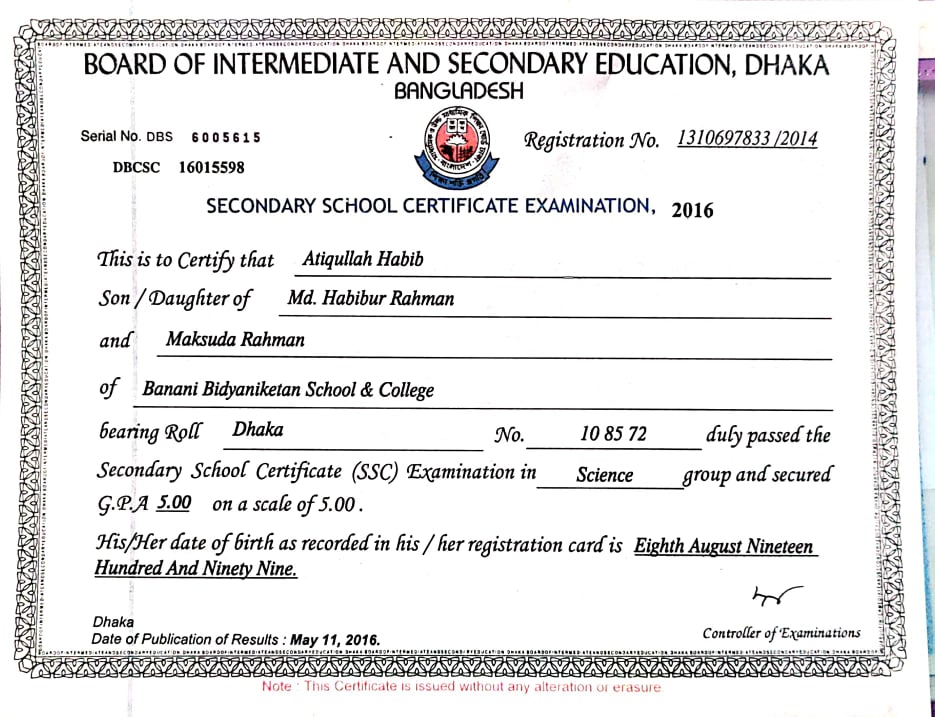 BOARD OF INTERMEDIATE AND SECONDARY EDUCATION, DHAKA
BANGLADESH
Serial No. DBS 6005615
Registration No. 1310697833 /2014
DBCSC 16015598
SECONDARY SCHOOL CERTIFICATE EXAMINATION, 2016
This is to Certify that Atiqullah Habib
Son / Daughter of Md. Habibur Rahman
and Maksuda Rahman
of Banani Bidyaniketan School & College
bearing Roll Dhaka No. 10 85 72 duly passed the
Secondary School Certificate (SSC) Examination in Science group and secured
G.P.A 5.00 on a scale of 5.00 .
His/Her date of birth as recorded in his / her registration card is Eighth August Nineteen
Hundred And Ninety Nine.
Dhaka
Date of Publication of Results : May 11, 2016.
Controller of Examinations
Note : This Certificate is issued without any alteration or erasure